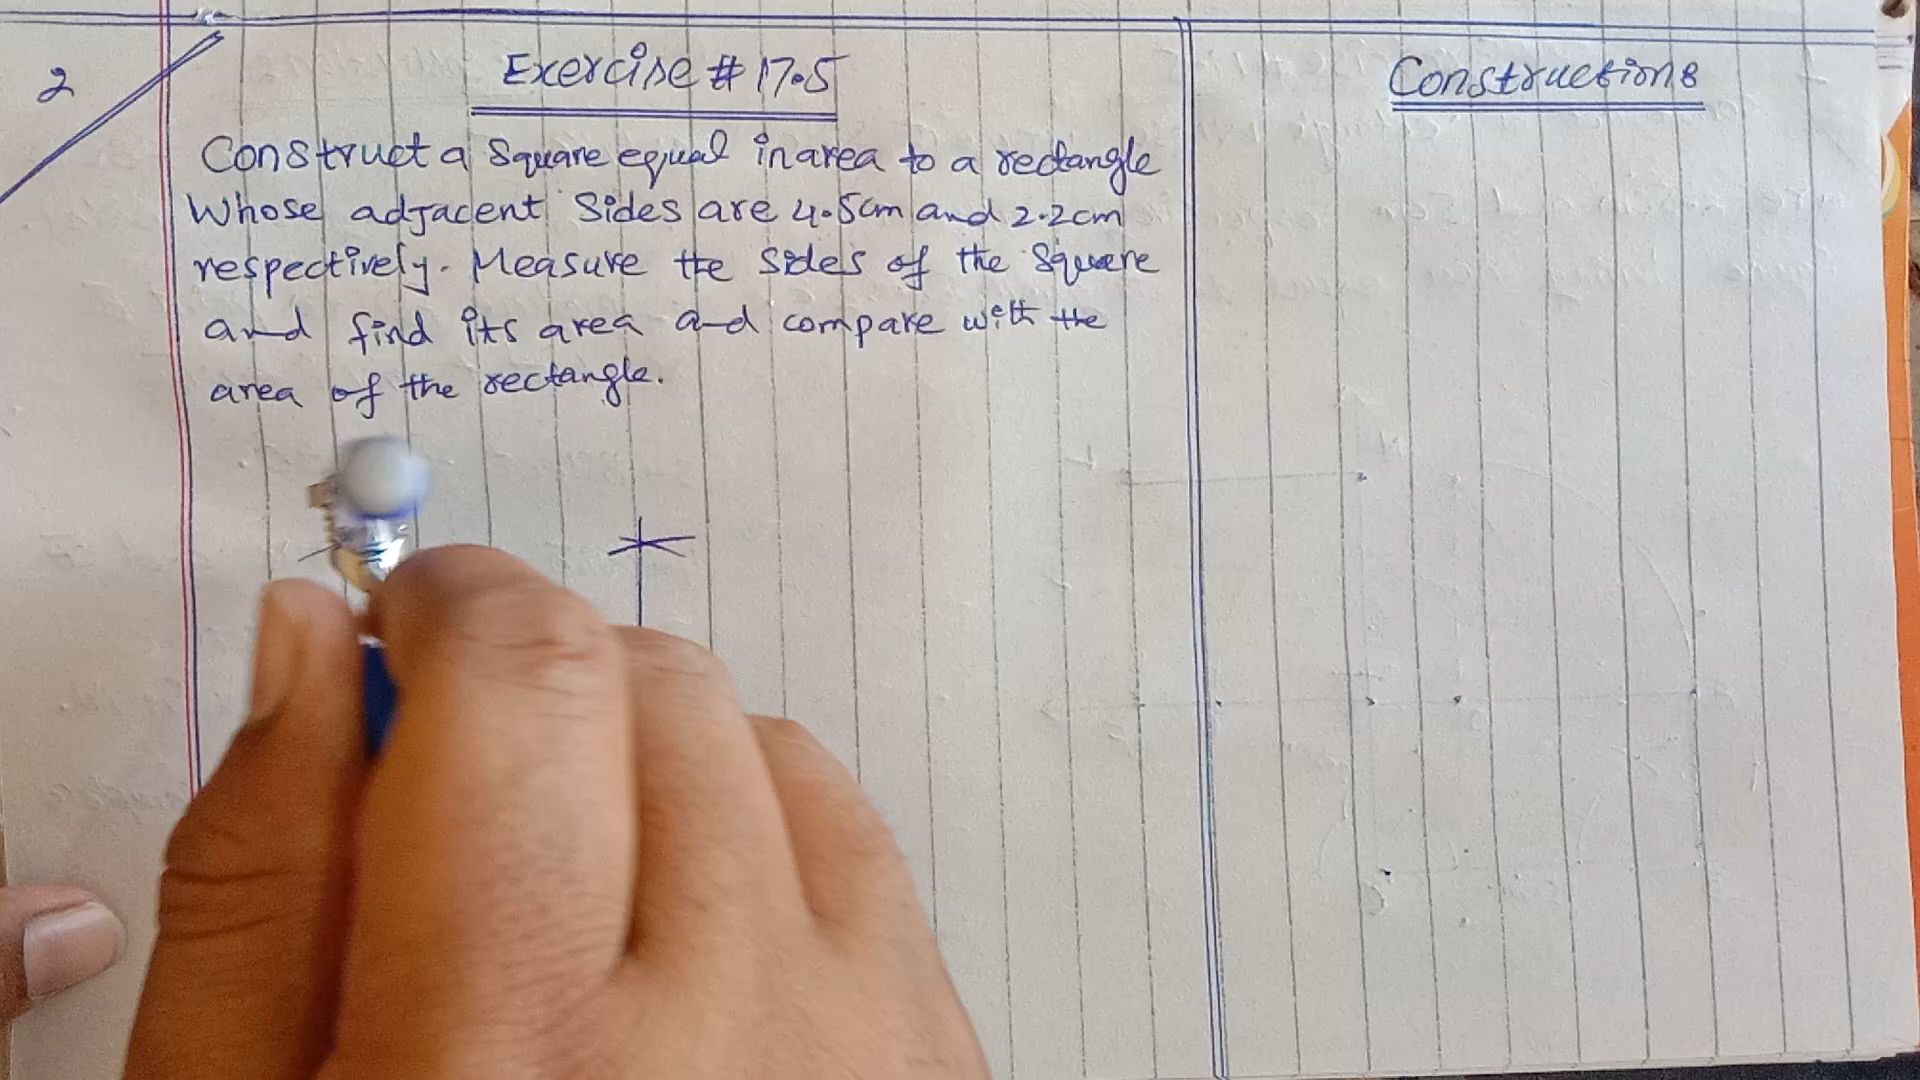 2
Exercise # 17.5
Constructions
Construct a Square equal in area to a rectangle
Whose adjacent Sides are 4.5cm and 2.2cm
respectively. Measure the sides of the Square
and find its area and compare with the
area of the rectangle.